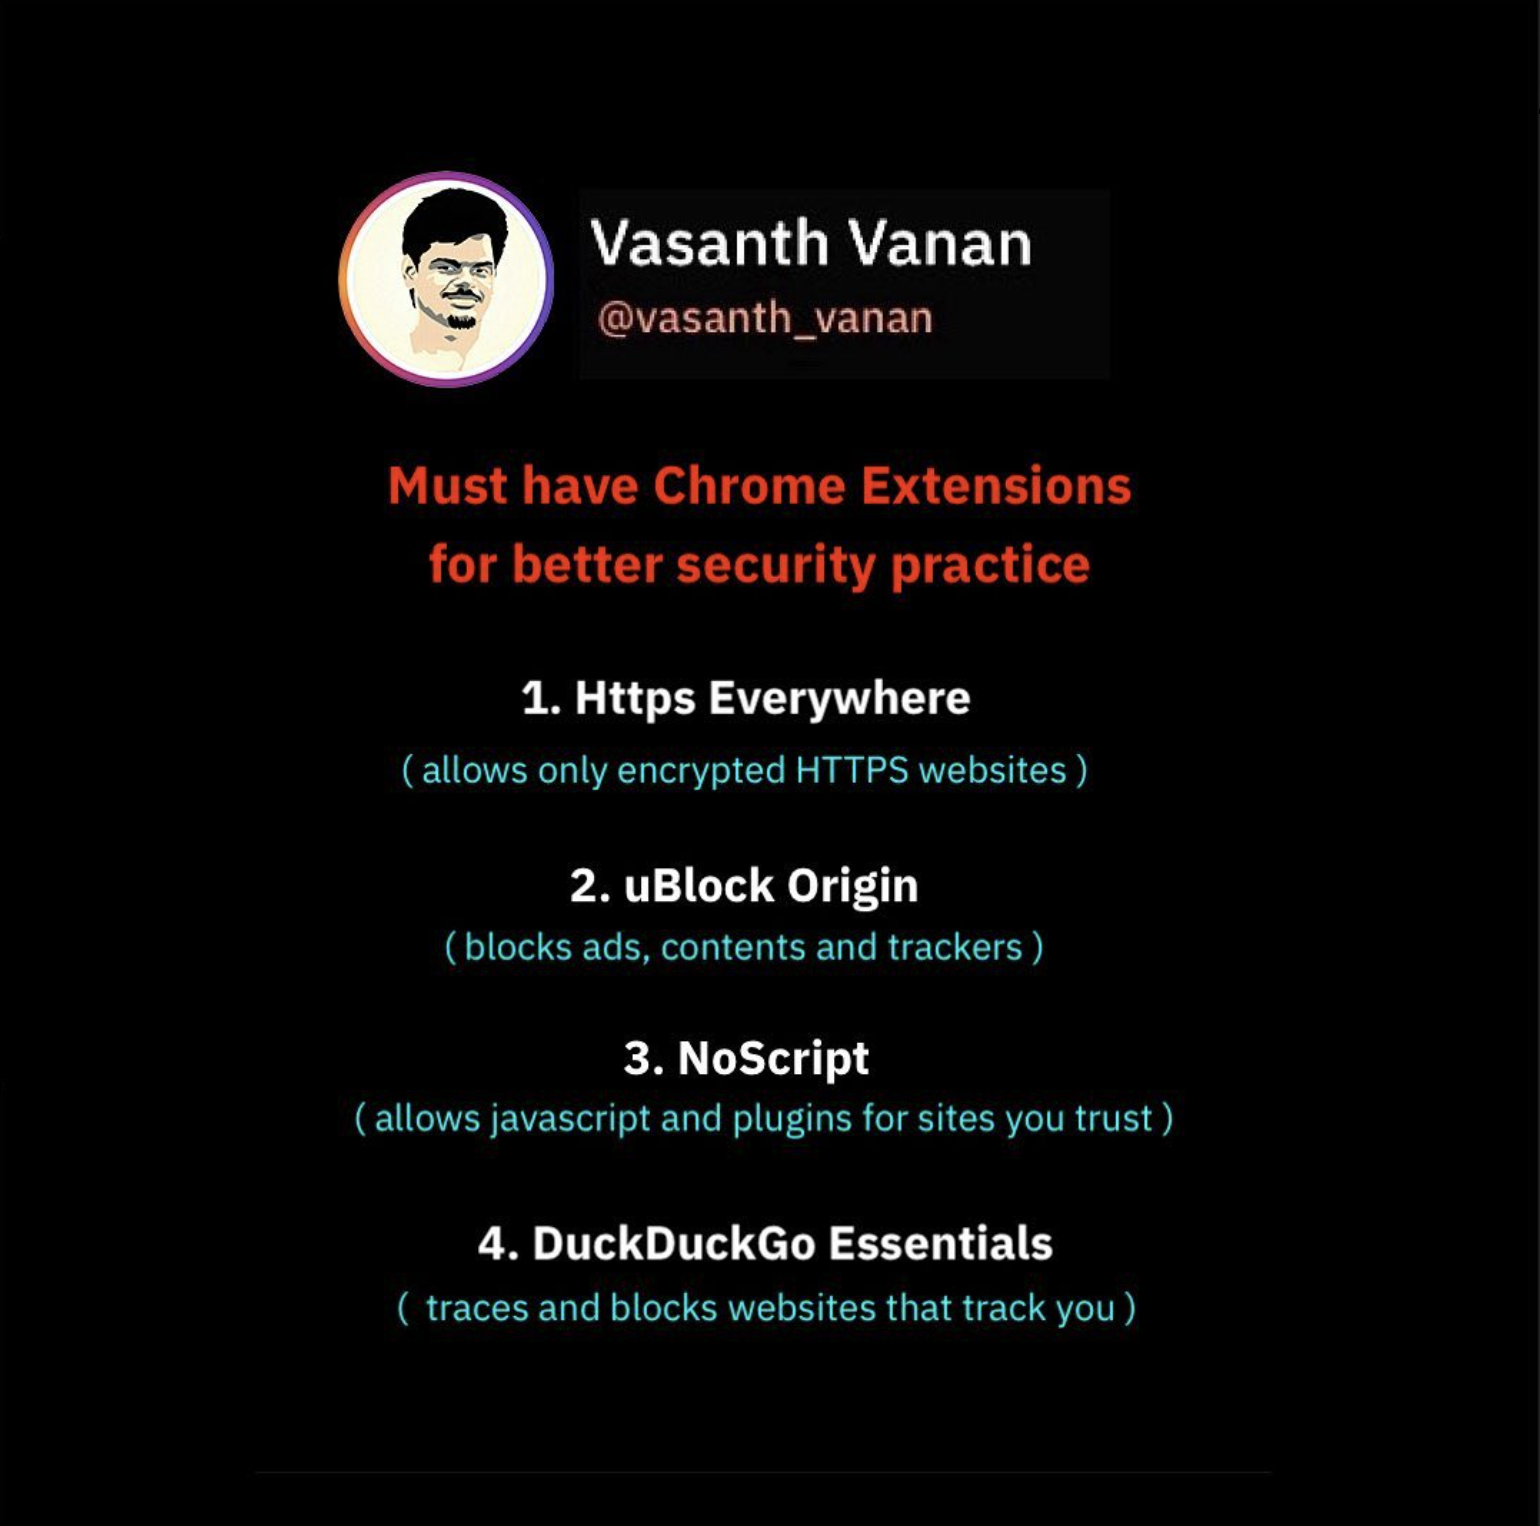 Vasanth Vanan
@vasanth_vanan
Must have Chrome Extensions
for better security practice
1. Https Everywhere
( allows only encrypted HTTPS websites )
2. uBlock Origin
( blocks ads, contents and trackers )
3. NoScript
( allows javascript and plugins for sites you trust )
4. DuckDuckGo Essentials
( traces and blocks websites that track you )